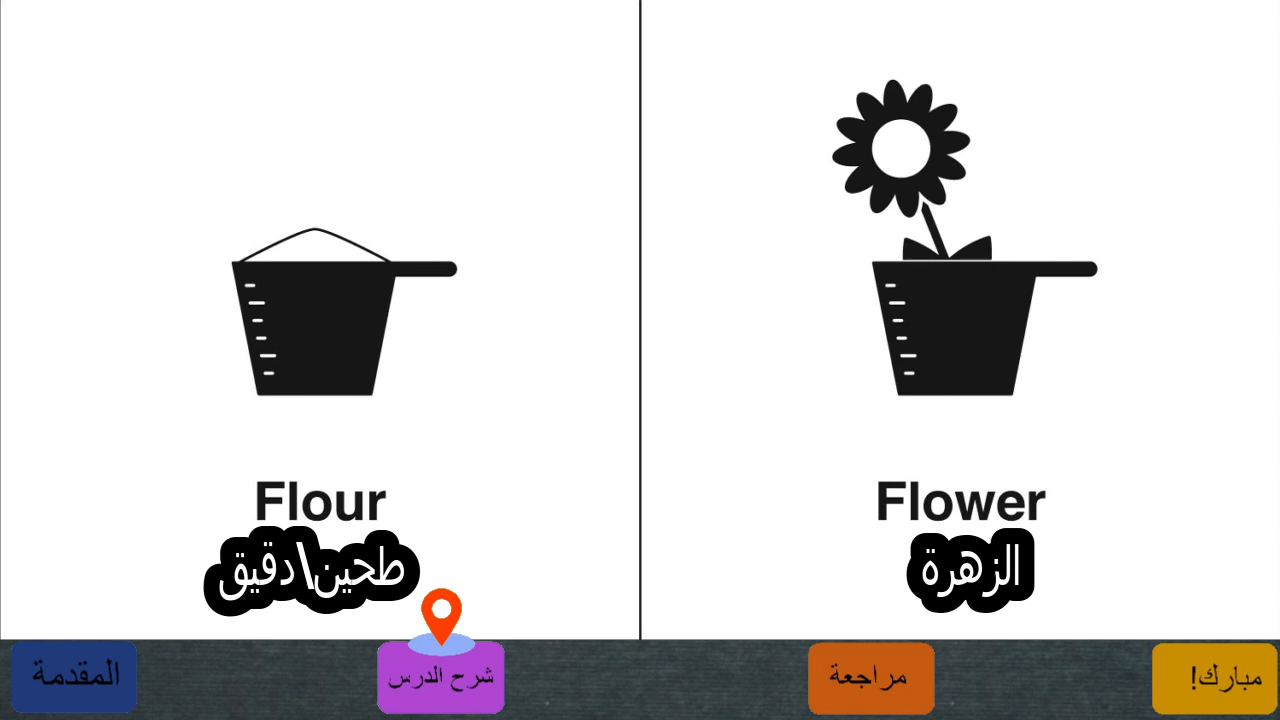 Flour
طحين\دقيق
Flower
الزهرة
المقدمة
شرح الدرس
مراجعة
مبارك!